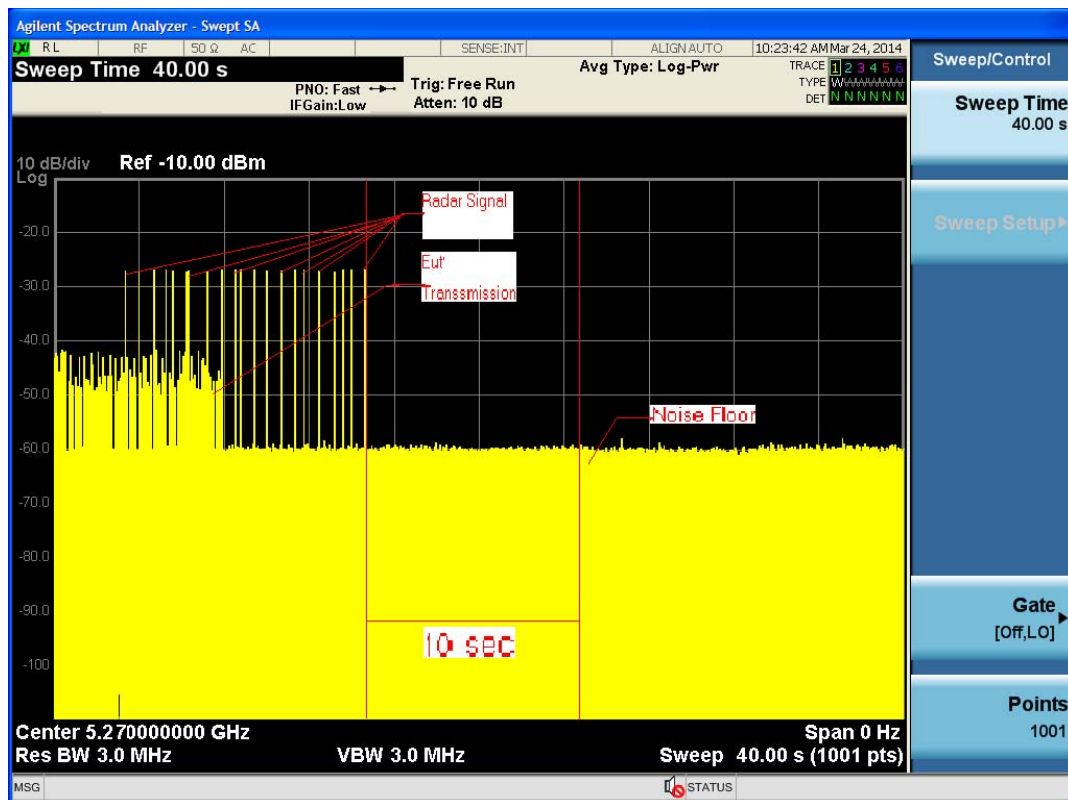 Agilent Spectrum Analyzer - Swept SA
LXI RL RF 50 Ω AC SENSE:INT ALIGN AUTO 10:23:42 AM Mar 24, 2014
Sweep Time 40.00 s
PNO: Fast
IFGain:Low
Trig: Free Run
Atten: 10 dB
Avg Type: Log-Pwr
TRACE 1 2 3 4 5 6
TYPE WWWWWW
DET N N N N N N
10 dB/div Ref -10.00 dBm
Log
-20.0
-30.0
-40.0
-50.0
-60.0
-70.0
-80.0
-90.0
-100
Radar Signal
Eut'
Transsmission
Noise Floor
10 sec
Center 5.270000000 GHz Span 0 Hz
Res BW 3.0 MHz VBW 3.0 MHz Sweep 40.00 s (1001 pts)
MSG STATUS
Sweep/Control
Sweep Time
40.00 s
Sweep Setup
Gate
[Off,LO]
Points
1001